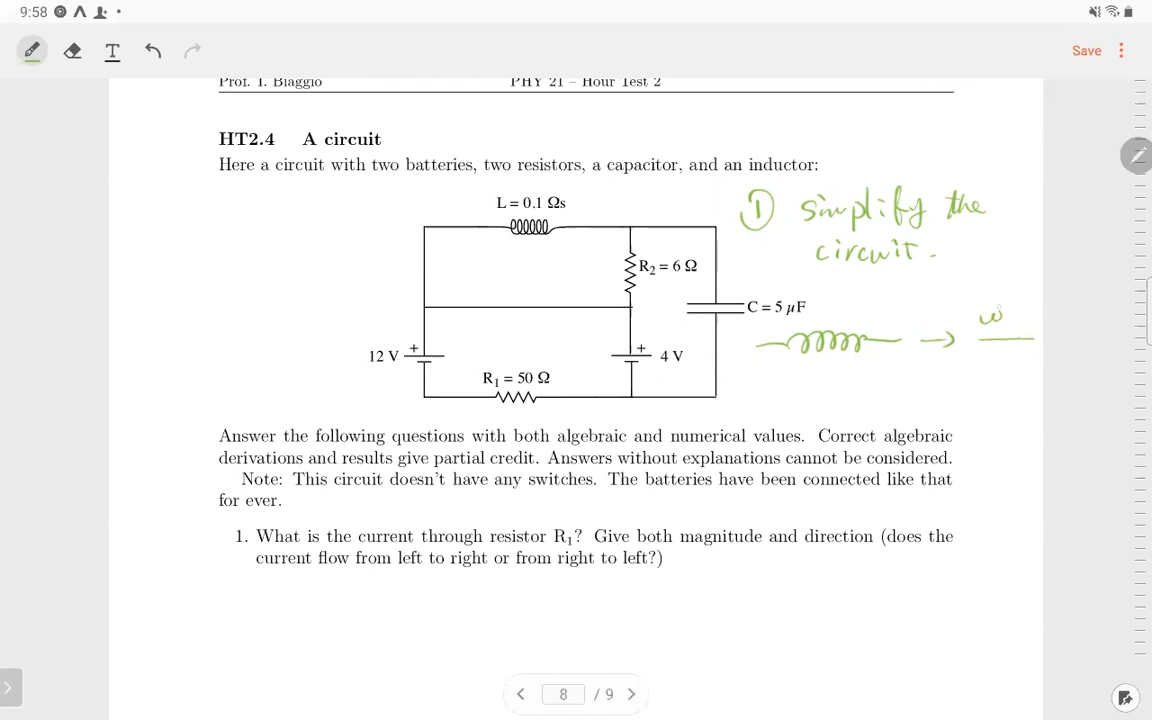 9:58
Save
Prof. I. Biaggio PHY 21 – Hour Test 2
HT2.4 A circuit
Here a circuit with two batteries, two resistors, a capacitor, and an inductor:
L = 0.1 Ωs
① simplify the
circuit.
R2 = 6 Ω
C = 5 μF
→ w
12 V + + 4 V
R1 = 50 Ω
Answer the following questions with both algebraic and numerical values. Correct algebraic
derivations and results give partial credit. Answers without explanations cannot be considered.
Note: This circuit doesn't have any switches. The batteries have been connected like that
for ever.
1. What is the current through resistor R1? Give both magnitude and direction (does the
current flow from left to right or from right to left?)
8 / 9